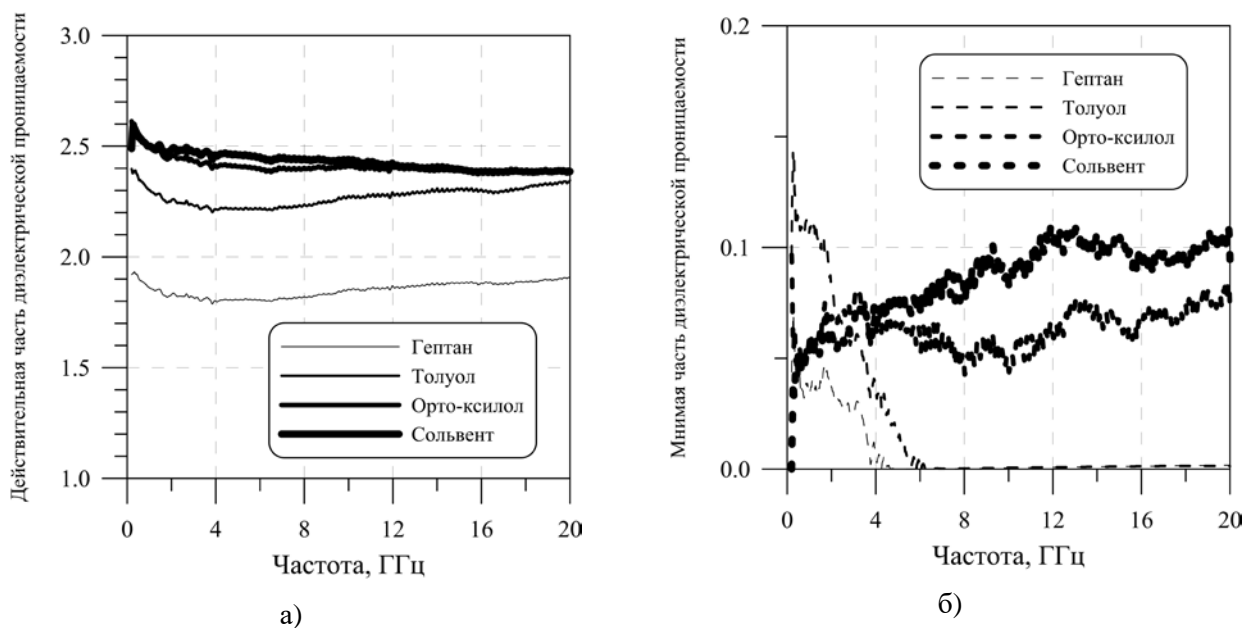 Действительная часть диэлектрической проницаемости
3.0
2.5
2.0
1.5
1.0
Гептан
Толуол
Орто-ксилол
Сольвент
0 4 8 12 16 20
Частота, ГГц
а)
Мнимая часть диэлектрической проницаемости
0.2
0.1
0.0
Гептан
Толуол
Орто-ксилол
Сольвент
0 4 8 12 16 20
Частота, ГГц
б)